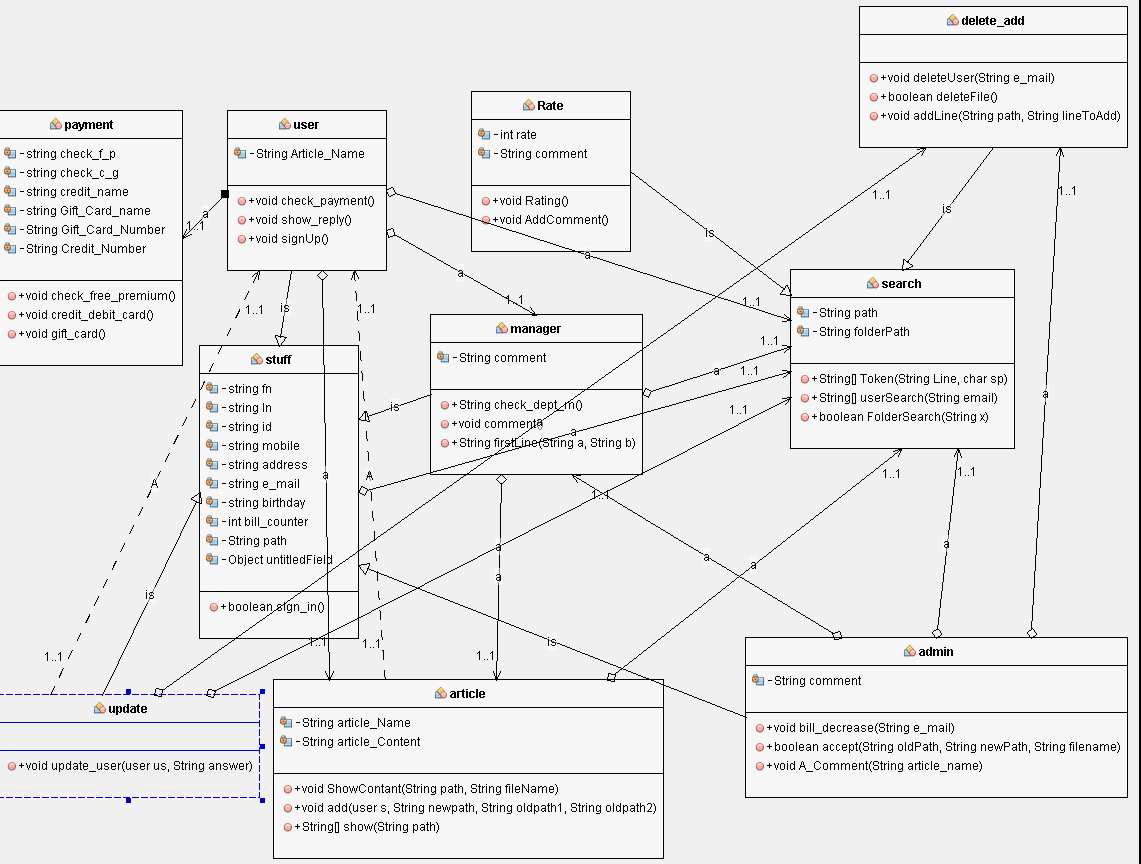 delete_add
+void deleteUser(String e_mail)
+boolean deleteFile()
+void addLine(String path, String lineToAdd)
payment
-string check_f_p
-string check_c_g
-string credit_name
-string Gift_Card_name
-String Gift_Card_Number
-String Credit_Number
+void check_free_premium()
+void credit_debit_card()
+void gift_card()
user
-String Article_Name
+void check_payment()
+void show_reply()
+void signUp()
Rate
-int rate
-String comment
+void Rating()
+void AddComment()
search
-String path
-String folderPath
+String[] Token(String Line, char sp)
+String[] userSearch(String email)
+boolean FolderSearch(String x)
manager
-String comment
+String check_dept_m()
+void comment()
+String firstLine(String a, String b)
stuff
-string fn
-string ln
-string id
-string mobile
-string address
-string e_mail
-string birthday
-int bill_counter
-String path
-Object untitledField
+boolean sign_in()
update
+void update_user(user us, String answer)
article
-String article_Name
-String article_Content
+void ShowContant(String path, String fileName)
+void add(user s, String newpath, String oldpath1, String oldpath2)
+String[] show(String path)
admin
-String comment
+void bill_decrease(String e_mail)
+boolean accept(String oldPath, String newPath, String filename)
+void A_Comment(String article_name)
a
1..1
1..1
is
1..1
a
1..1
a
1..1
is
1..1
is
1..1
a
1..1
a
1..1
a
1..1
is
a
a
A
A
is
1..1
1..1
1..1
1..1
a
a
1..1
a
a
1..1
1..1
a
a
is